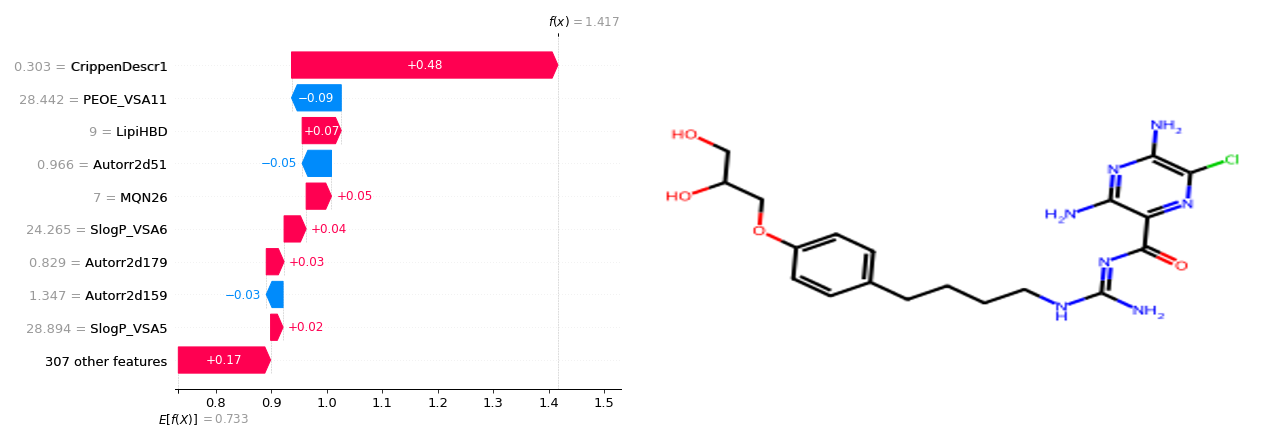 f(x) = 1.417
0.303 = CrippenDescr1
+0.48
28.442 = PEOE_VSA11
−0.09
9 = LipiHBD
+0.07
0.966 = Autorr2d51
−0.05
7 = MQN26
+0.05
24.265 = SlogP_VSA6
+0.04
0.829 = Autorr2d179
+0.03
1.347 = Autorr2d159
−0.03
28.894 = SlogP_VSA5
+0.02
307 other features
+0.17
0.8 0.9 1.0 1.1 1.2 1.3 1.4 1.5
E[f(X)] = 0.733
NH₂
HO
Cl
N
HO
N
H₂N
O
N
O
N
H
NH₂